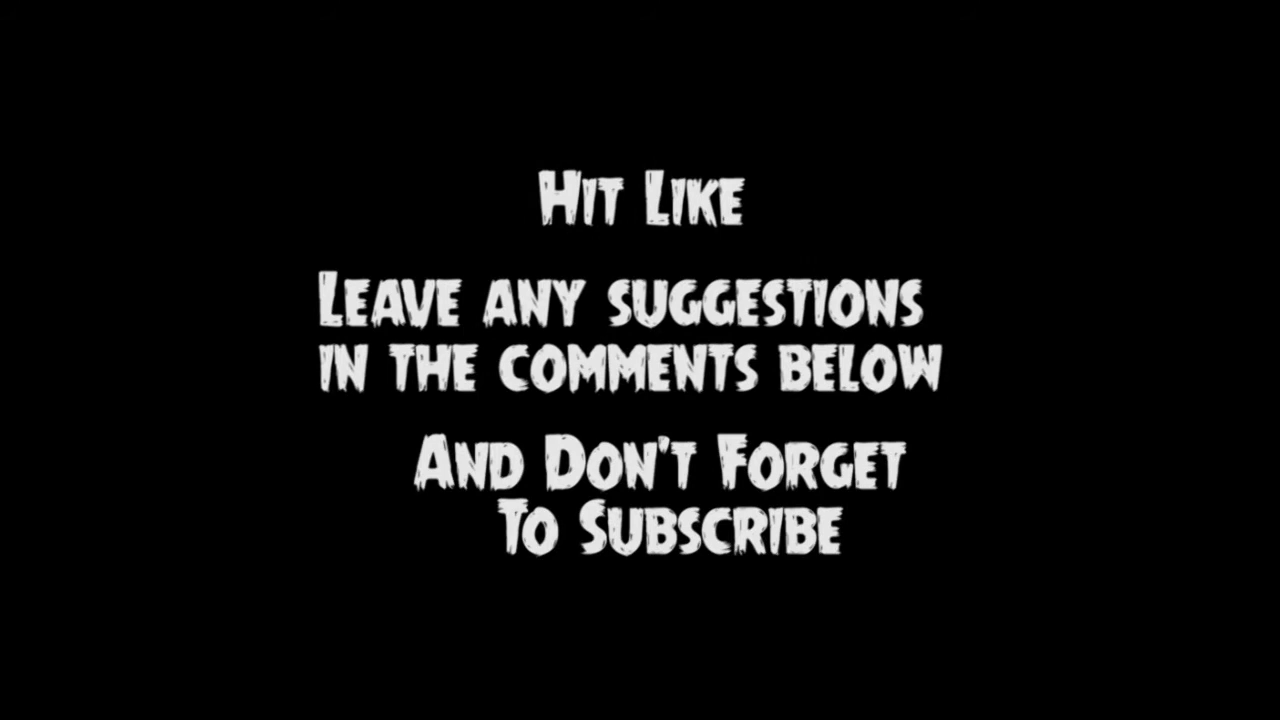 Hit Like
Leave any suggestions
in the comments below
And Don't Forget
To Subscribe